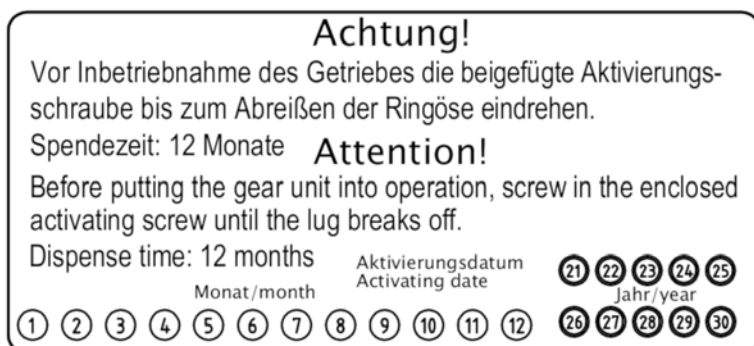 Achtung!
Vor Inbetriebnahme des Getriebes die beigefügte Aktivierungs-
schraube bis zum Abreißen der Ringöse eindrehen.
Spendezeit: 12 Monate
Attention!
Before putting the gear unit into operation, screw in the enclosed
activating screw until the lug breaks off.
Dispense time: 12 months
Aktivierungsdatum
Activating date
Monat/month
1 2 3 4 5 6 7 8 9 10 11 12
21 22 23 24 25
Jahr/year
26 27 28 29 30